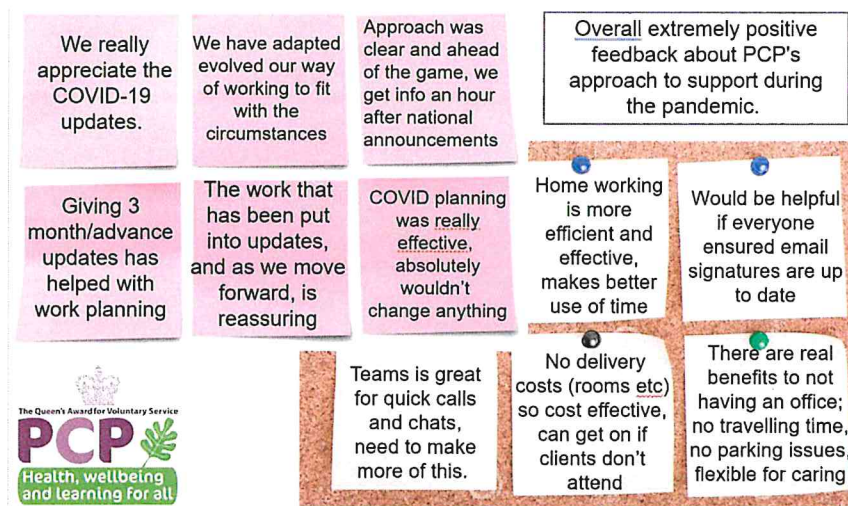 We really
appreciate the
COVID-19
updates.
We have adapted
evolved our way
of working to fit
with the
circumstances
Approach was
clear and ahead
of the game, we
get info an hour
after national
announcements
Overall extremely positive
feedback about PCP's
approach to support during
the pandemic.
Giving 3
month/advance
updates has
helped with
work planning
The work that
has been put
into updates,
and as we move
forward, is
reassuring
COVID planning
was really
effective,
absolutely
wouldn't
change anything
Home working
is more
efficient and
effective,
makes better
use of time
Would be helpful
if everyone
ensured email
signatures are up
to date
Teams is great
for quick calls
and chats,
need to make
more of this.
No delivery
costs (rooms etc)
so cost effective,
can get on if
clients don't
attend
There are real
benefits to not
having an office;
no travelling time,
no parking issues,
flexible for caring
The Queen's Award for Voluntary Service
PCP
Health, wellbeing
and learning for all